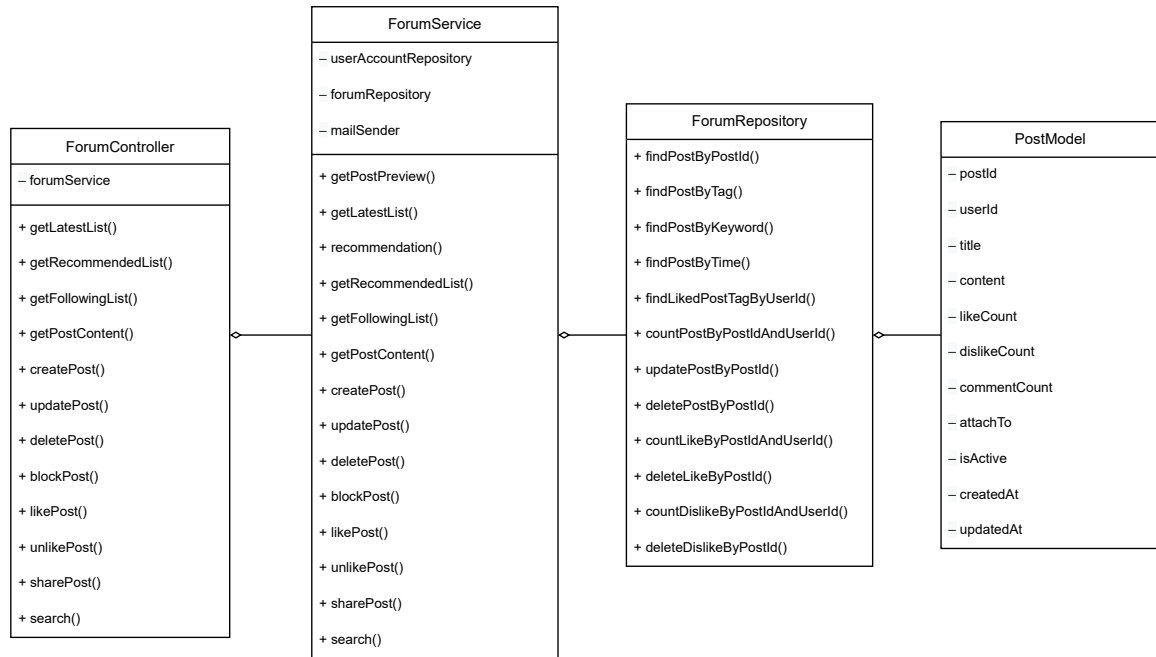 ForumController
– forumService
+ getLatestList()
+ getRecommendedList()
+ getFollowingList()
+ getPostContent()
+ createPost()
+ updatePost()
+ deletePost()
+ blockPost()
+ likePost()
+ unlikePost()
+ sharePost()
+ search()
ForumService
– userAccountRepository
– forumRepository
– mailSender
+ getPostPreview()
+ getLatestList()
+ recommendation()
+ getRecommendedList()
+ getFollowingList()
+ getPostContent()
+ createPost()
+ updatePost()
+ deletePost()
+ blockPost()
+ likePost()
+ unlikePost()
+ sharePost()
+ search()
ForumRepository
+ findPostByPostId()
+ findPostByTag()
+ findPostByKeyword()
+ findPostByTime()
+ findLikedPostTagByUserId()
+ countPostByPostIdAndUserId()
+ updatePostByPostId()
+ deletePostByPostId()
+ countLikeByPostIdAndUserId()
+ deleteLikeByPostId()
+ countDislikeByPostIdAndUserId()
+ deleteDislikeByPostId()
PostModel
– postId
– userId
– title
– content
– likeCount
– dislikeCount
– commentCount
– attachTo
– isActive
– createdAt
– updatedAt